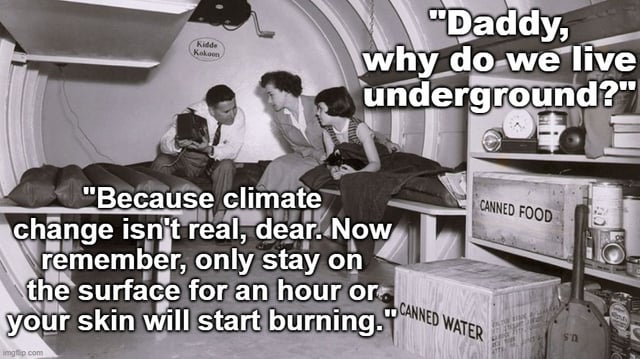 "Daddy,
why do we live
underground?"
Kidde
Kokoon
"Because climate
change isn't real, dear. Now
remember, only stay on
the surface for an hour or
your skin will start burning."
CANNED FOOD
CANNED WATER
imgflip.com